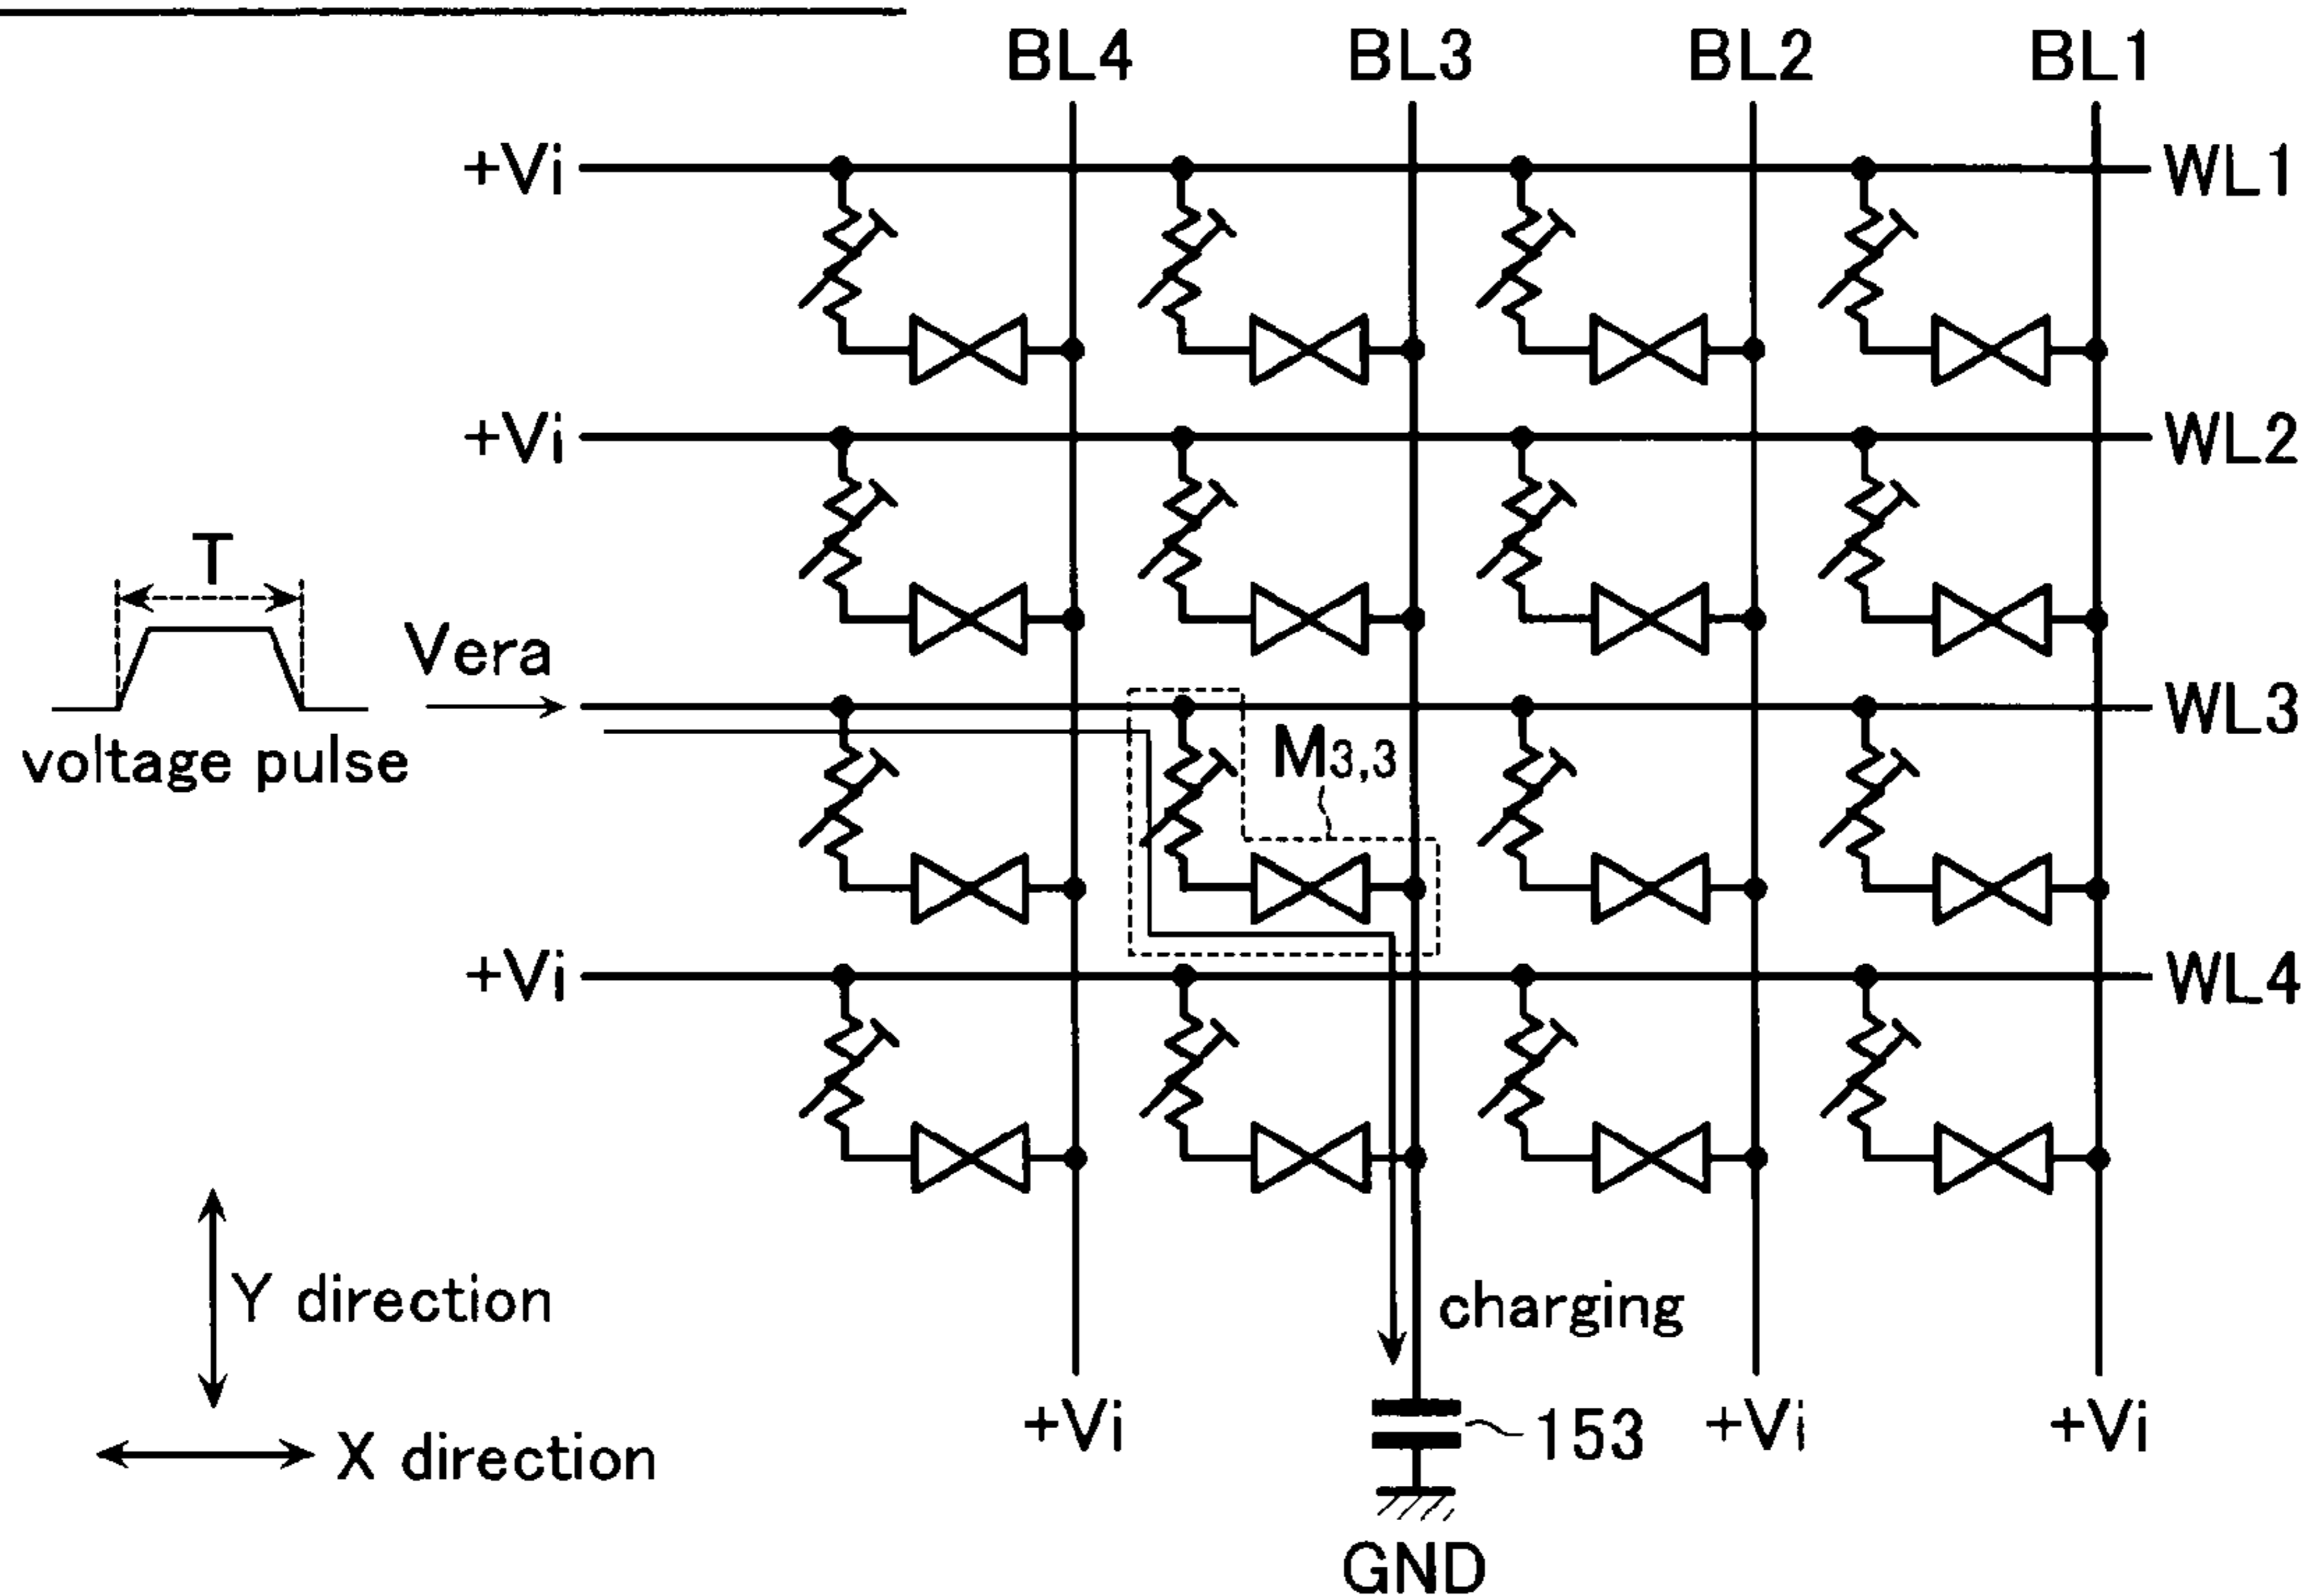 BL4 BL3 BL2 BL1
+Vi WL1
+Vi WL2
T
Vera
WL3
voltage pulse
M3,3
+Vi WL4
Y direction
charging
X direction
+Vi 153 +Vi +Vi
GND